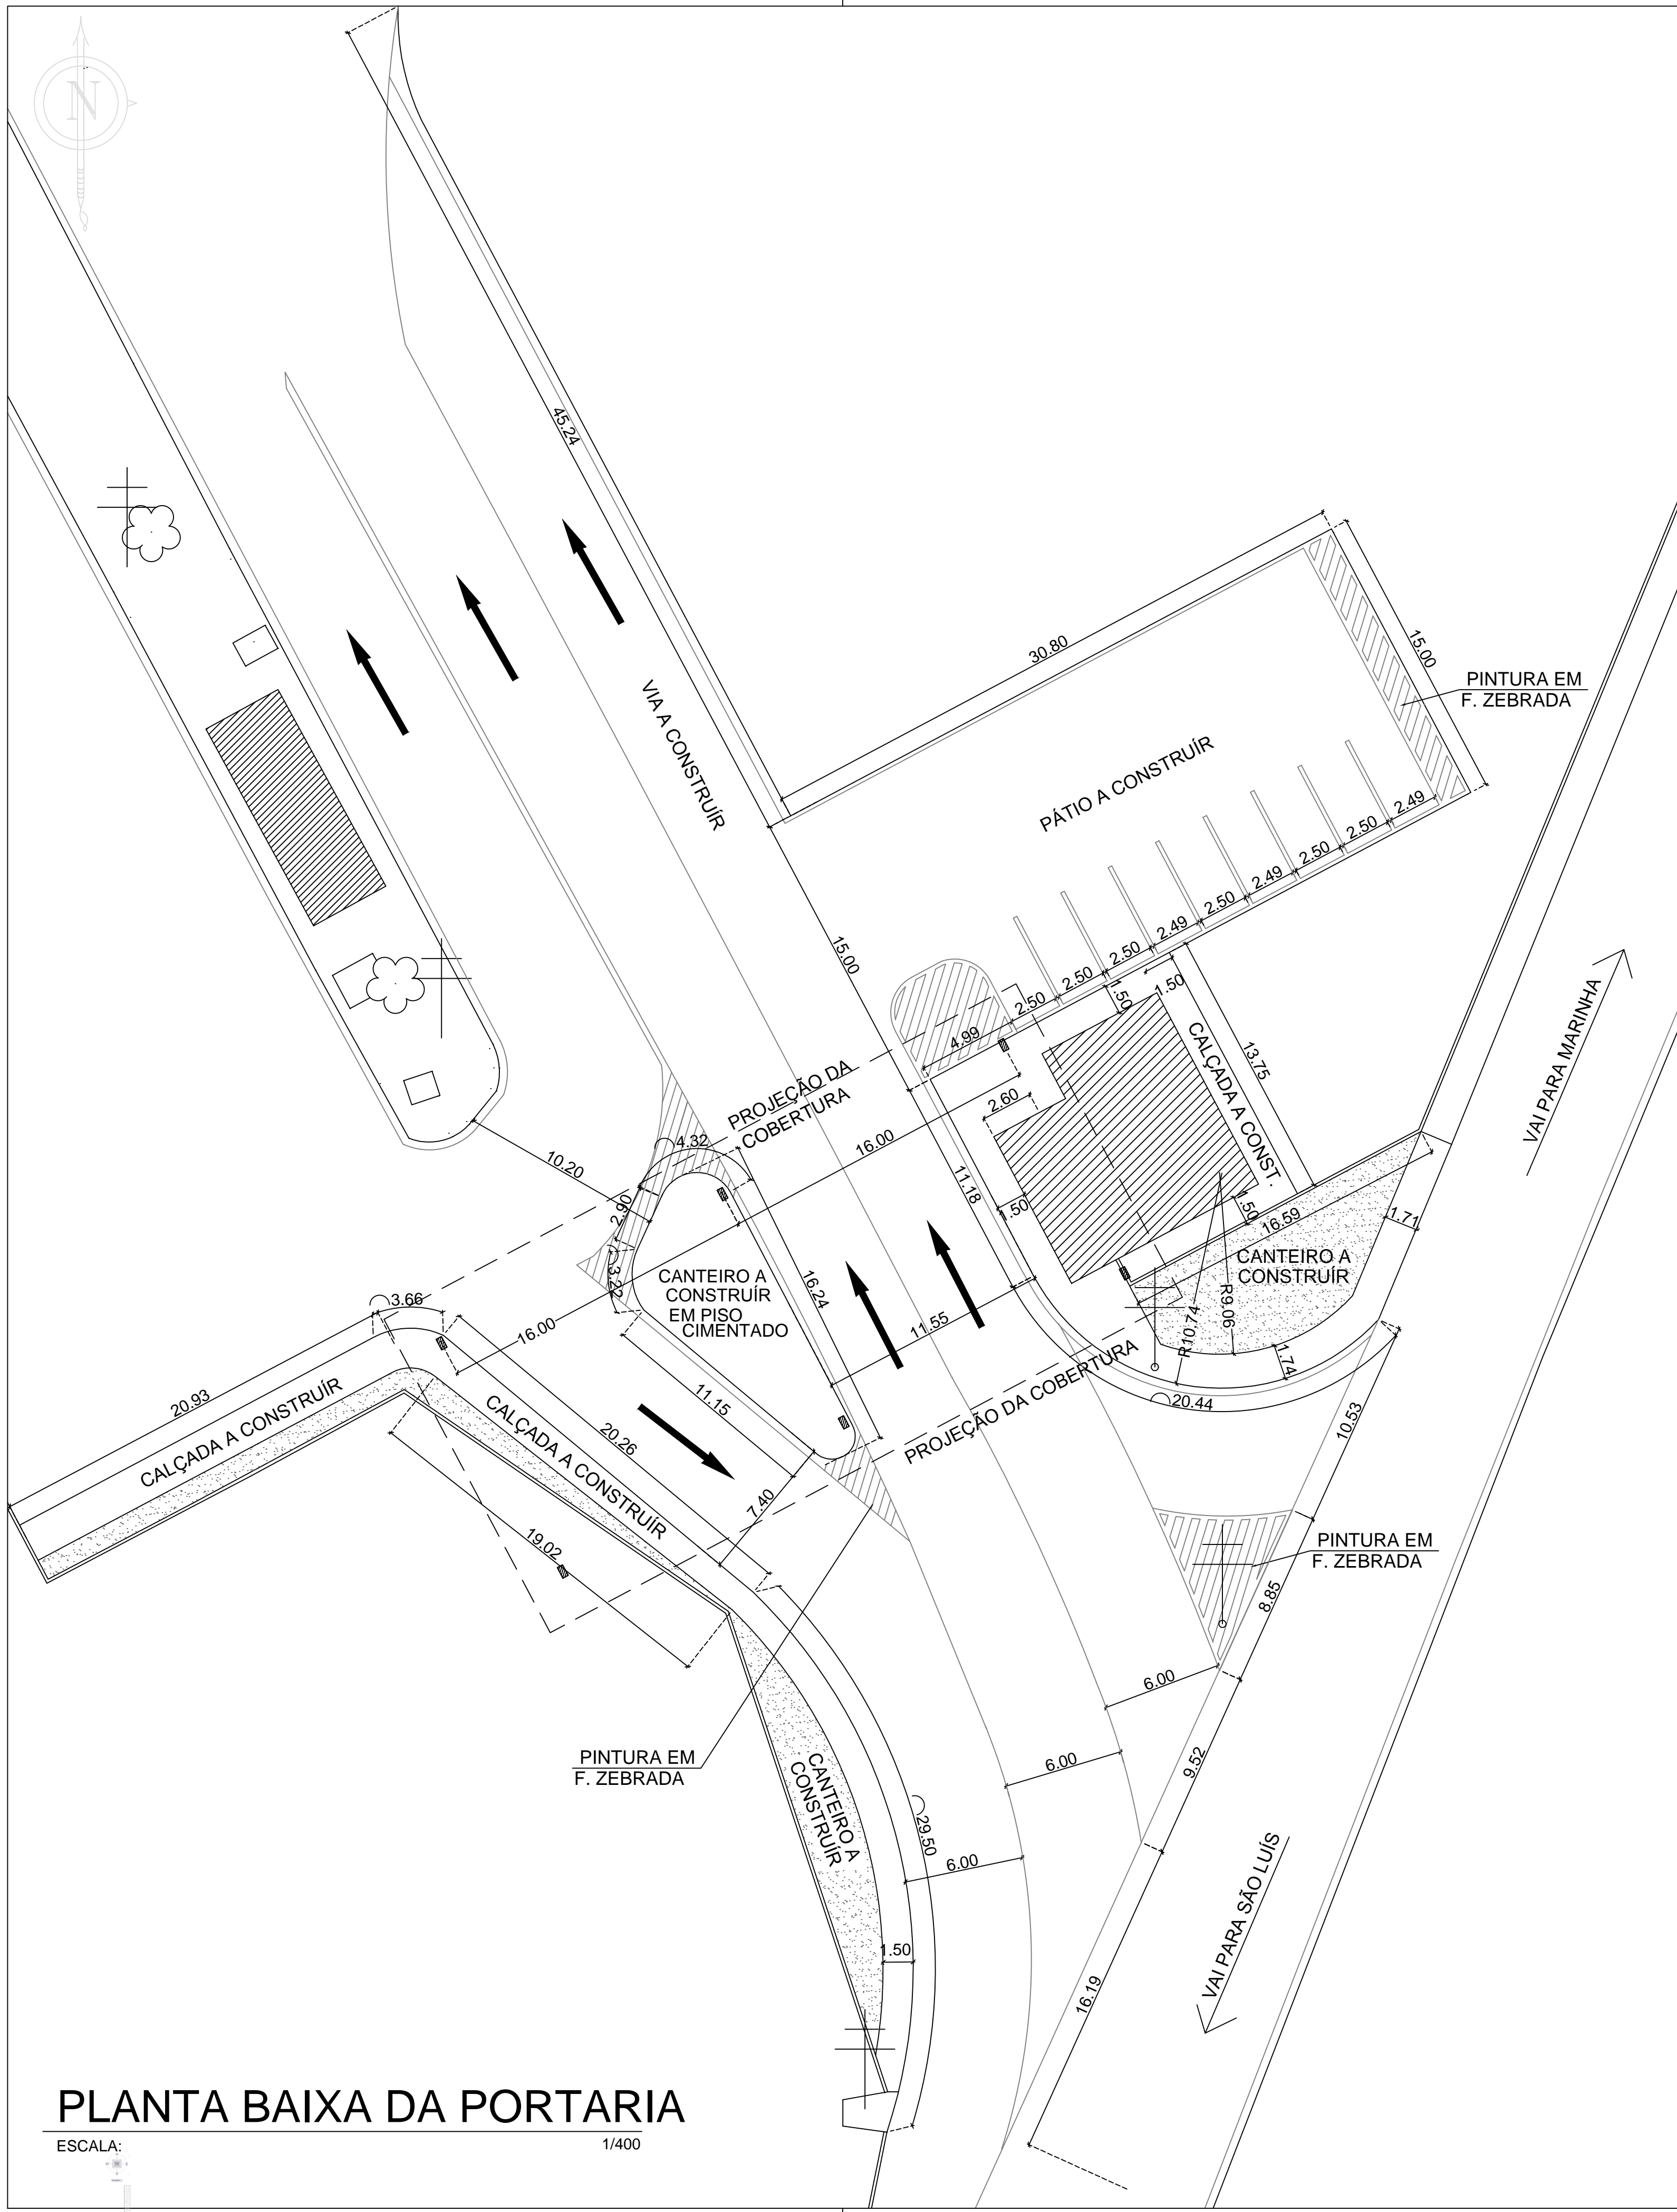 N
45.24
30.80
15.00
PINTURA EM
F. ZEBRADA
VIA A CONSTRUÍR
PÁTIO A CONSTRUÍR
2.49
2.50
2.50
2.49
2.50
2.49
2.50
2.50
2.50
15.00
1.50
1.50
4.99
CALÇADA A CONST.
13.75
VAI PARA MARINHA
PROJEÇÃO DA
COBERTURA
2.60
16.00
4.32
10.20
2.90
3.22
11.18
1.50
1.50
16.59
1.71
CANTEIRO A
CONSTRUÍR
CANTEIRO A
CONSTRUÍR
EM PISO
CIMENTADO
16.24
R9.06
R10.74
3.66
16.00
11.55
1.74
20.93
CALÇADA A CONSTRUÍR
CALÇADA A CONSTRUÍR
20.26
11.15
PROJEÇÃO DA COBERTURA
20.44
10.53
7.40
19.02
PINTURA EM
F. ZEBRADA
8.85
6.00
PINTURA EM
F. ZEBRADA
6.00
9.52
CANTEIRO A
CONSTRUÍR
29.50
6.00
VAI PARA SÃO LUÍS
1.50
16.19
PLANTA BAIXA DA PORTARIA
ESCALA:
1/400